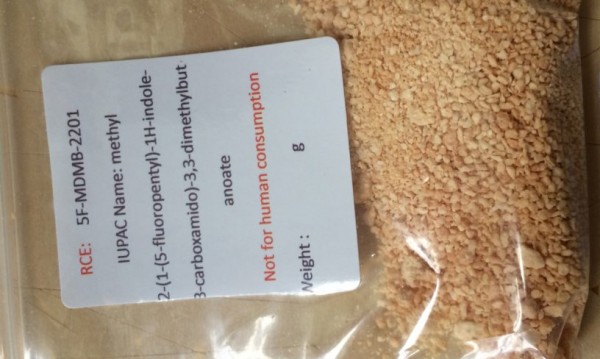 RCE: 5F-MDMB-2201
IUPAC Name: methyl
2-(1-(5-fluoropentyl)-1H-indole-
3-carboxamido)-3,3-dimethylbut
anoate
Not for human consumption
Weight : g